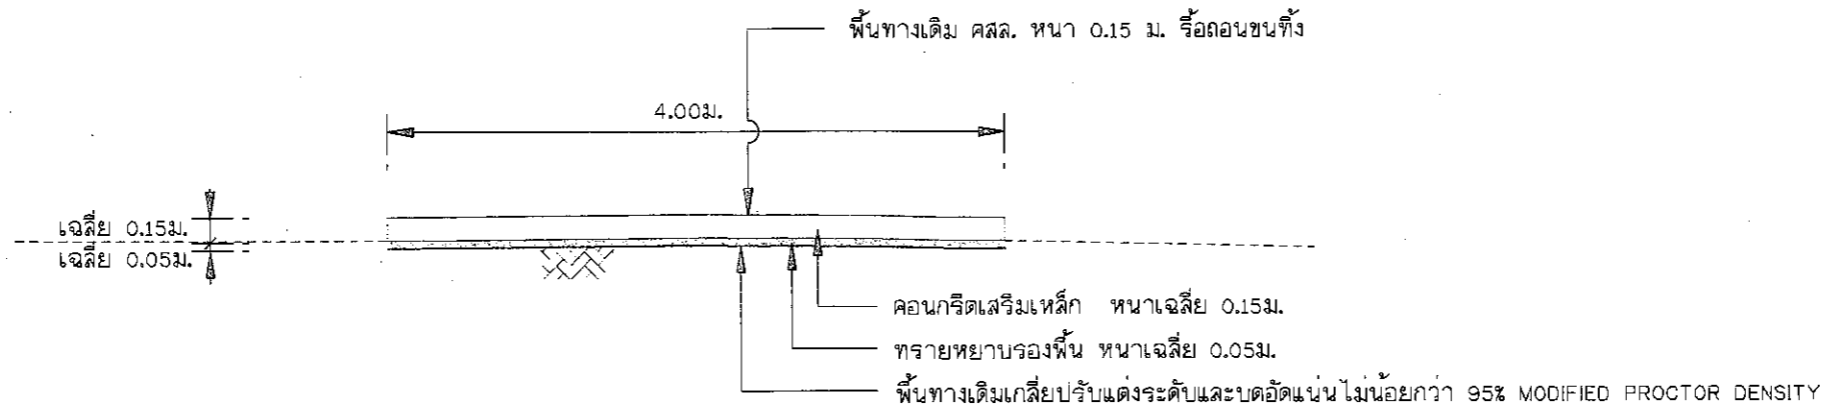 พื้นทางเดิม คสล. หนา 0.15 ม. รื้อถอนขนทิ้ง
4.00ม.
เฉลี่ย 0.15ม.
เฉลี่ย 0.05ม.
คอนกรีตเสริมเหล็ก หนาเฉลี่ย 0.15ม.
ทรายหยาบรองพื้น หนาเฉลี่ย 0.05ม.
พื้นทางเดิมเกลี่ยปรับแต่งระดับและบดอัดแน่นไม่น้อยกว่า 95% MODIFIED PROCTOR DENSITY